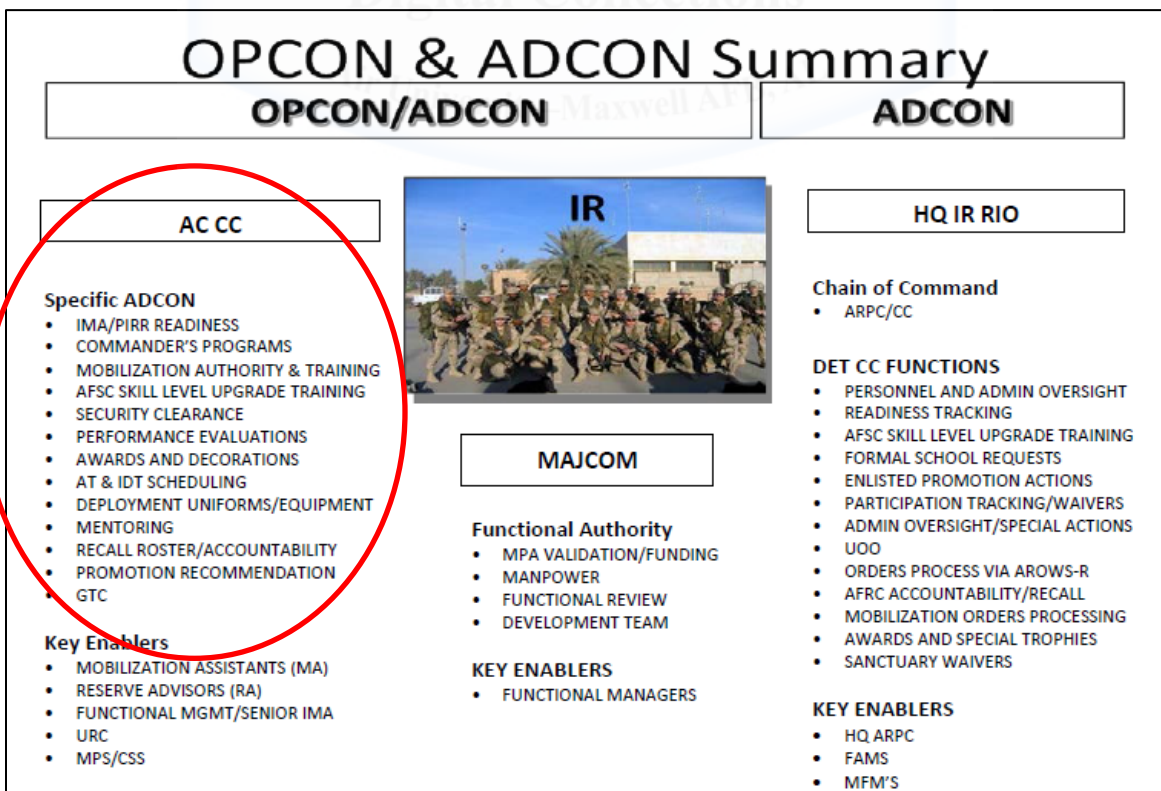 Digital Collections
OPCON & ADCON Summary
Maxwell AFB, A
OPCON/ADCON
ADCON
AC CC
Specific ADCON
• IMA/PIRR READINESS
• COMMANDER'S PROGRAMS
• MOBILIZATION AUTHORITY & TRAINING
• AFSC SKILL LEVEL UPGRADE TRAINING
• SECURITY CLEARANCE
• PERFORMANCE EVALUATIONS
• AWARDS AND DECORATIONS
• AT & IDT SCHEDULING
• DEPLOYMENT UNIFORMS/EQUIPMENT
• MENTORING
• RECALL ROSTER/ACCOUNTABILITY
• PROMOTION RECOMMENDATION
• GTC
Key Enablers
• MOBILIZATION ASSISTANTS (MA)
• RESERVE ADVISORS (RA)
• FUNCTIONAL MGMT/SENIOR IMA
• URC
• MPS/CSS
IR
MAJCOM
Functional Authority
• MPA VALIDATION/FUNDING
• MANPOWER
• FUNCTIONAL REVIEW
• DEVELOPMENT TEAM
KEY ENABLERS
• FUNCTIONAL MANAGERS
HQ IR RIO
Chain of Command
• ARPC/CC
DET CC FUNCTIONS
• PERSONNEL AND ADMIN OVERSIGHT
• READINESS TRACKING
• AFSC SKILL LEVEL UPGRADE TRAINING
• FORMAL SCHOOL REQUESTS
• ENLISTED PROMOTION ACTIONS
• PARTICIPATION TRACKING/WAIVERS
• ADMIN OVERSIGHT/SPECIAL ACTIONS
• UOO
• ORDERS PROCESS VIA AROWS-R
• AFRC ACCOUNTABILITY/RECALL
• MOBILIZATION ORDERS PROCESSING
• AWARDS AND SPECIAL TROPHIES
• SANCTUARY WAIVERS
KEY ENABLERS
• HQ ARPC
• FAMS
• MFM'S